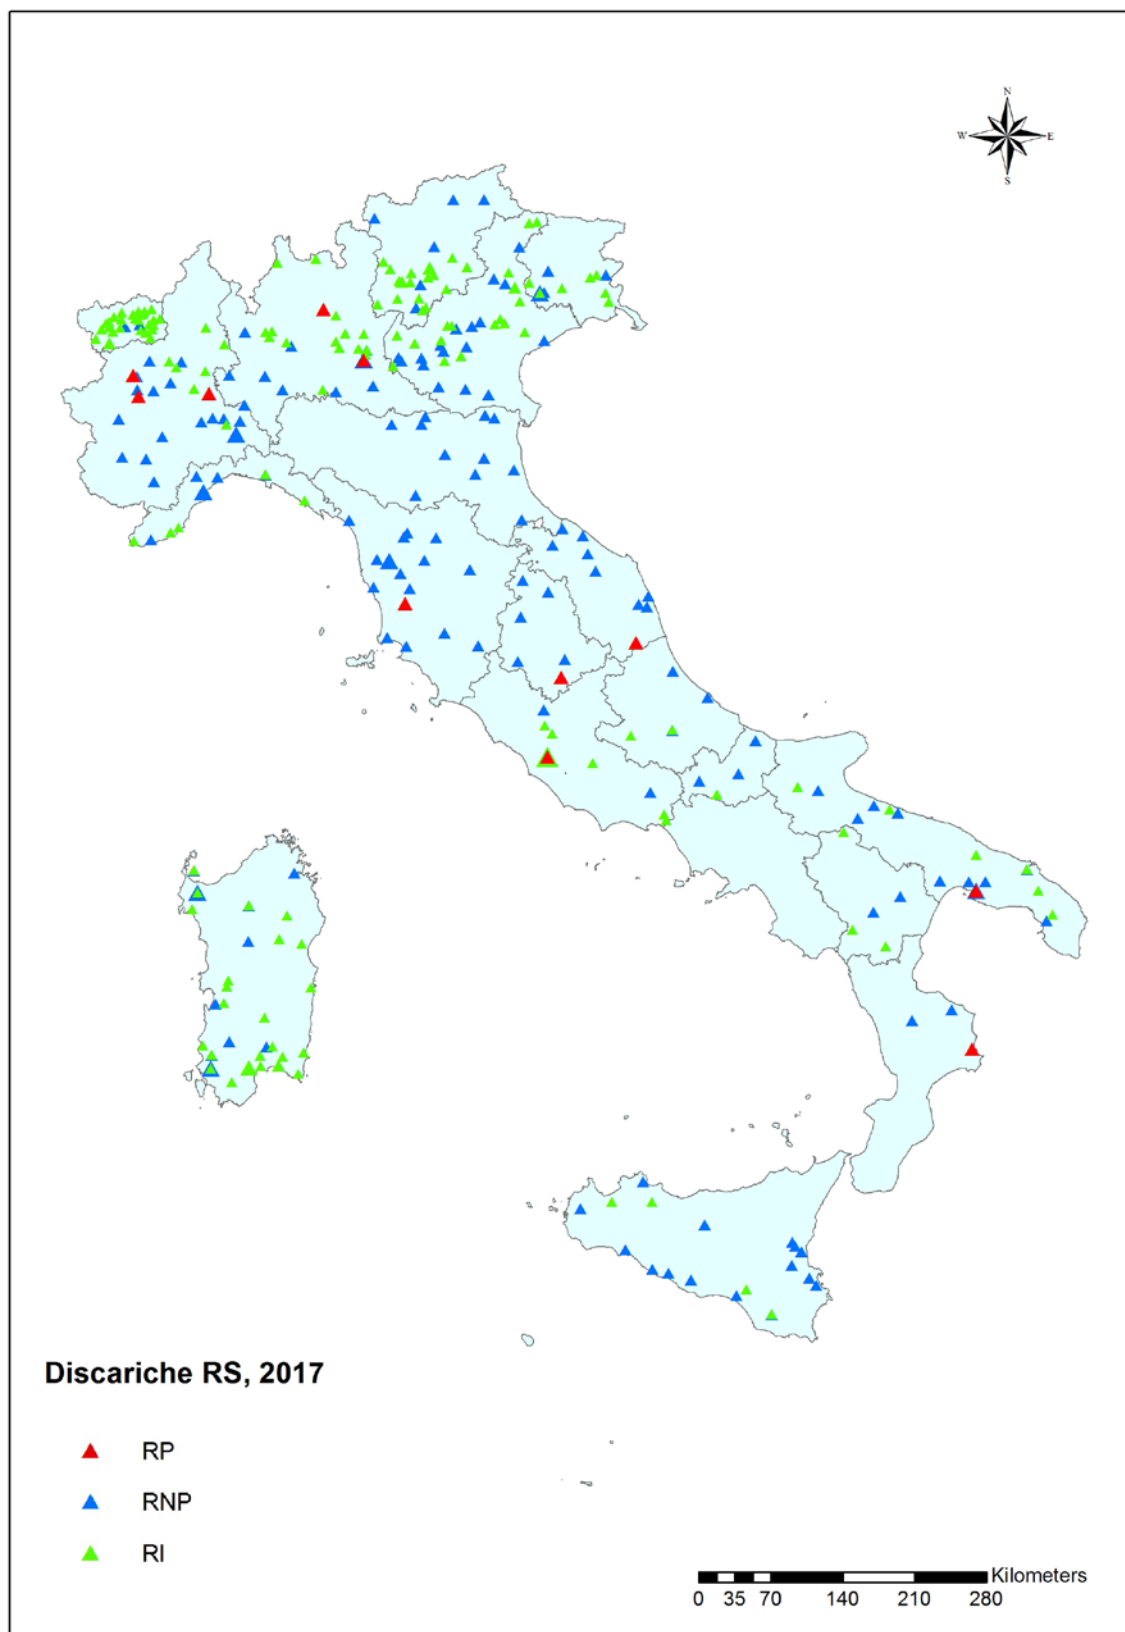 N
W E
S
Discariche RS, 2017
RP
RNP
RI
Kilometers
0 35 70 140 210 280